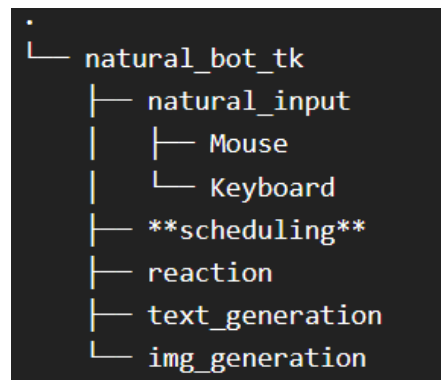 .
└── natural_bot_tk
    ├── natural_input
    │   ├── Mouse
    │   └── Keyboard
    ├── **scheduling**
    ├── reaction
    ├── text_generation
    └── img_generation